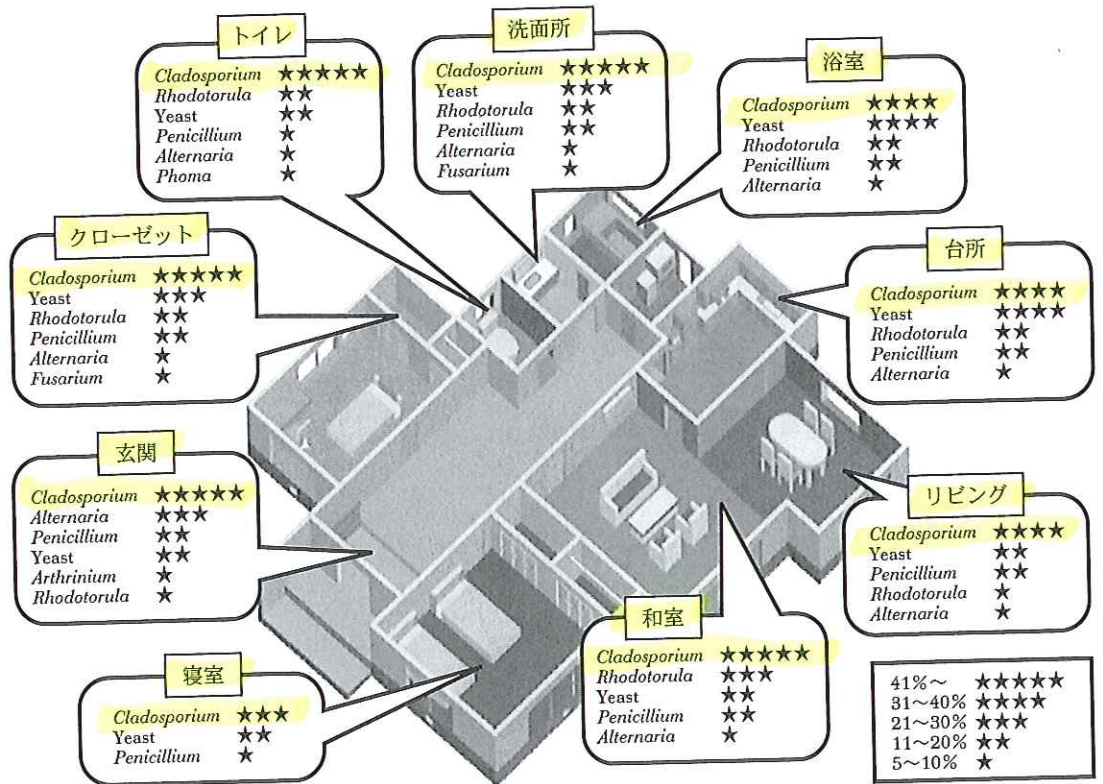 トイレ
Cladosporium ★★★★★
Rhodotorula ★★
Yeast ★★
Penicillium ★
Alternaria ★
Phoma ★
洗面所
Cladosporium ★★★★★
Yeast ★★★
Rhodotorula ★★
Penicillium ★★
Alternaria ★
Fusarium ★
浴室
Cladosporium ★★★★
Yeast ★★★★
Rhodotorula ★★
Penicillium ★★
Alternaria ★
クローゼット
Cladosporium ★★★★★
Yeast ★★★
Rhodotorula ★★
Penicillium ★★
Alternaria ★
Fusarium ★
台所
Cladosporium ★★★★
Yeast ★★★★
Rhodotorula ★★
Penicillium ★★
Alternaria ★
玄関
Cladosporium ★★★★★
Alternaria ★★★
Penicillium ★★
Yeast ★★
Arthrinium ★
Rhodotorula ★
リビング
Cladosporium ★★★★
Yeast ★★
Penicillium ★★
Rhodotorula ★
Alternaria ★
和室
Cladosporium ★★★★★
Rhodotorula ★★★
Yeast ★★
Penicillium ★★
Alternaria ★
寝室
Cladosporium ★★★
Yeast ★★
Penicillium ★
41%～ ★★★★★
31～40% ★★★★
21～30% ★★★
11～20% ★★
5～10% ★